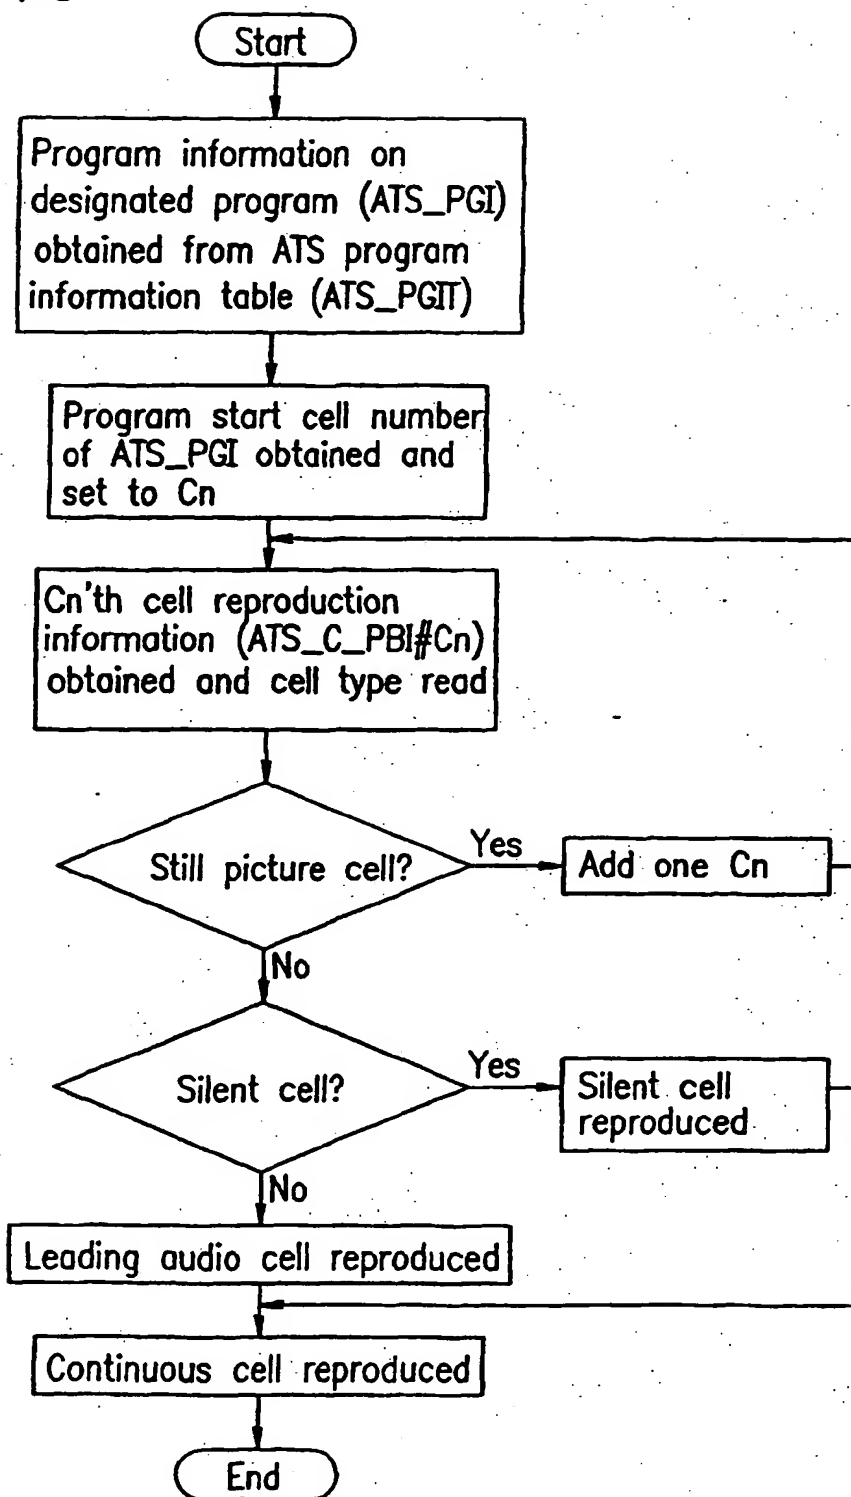 Start
Program information on
designated program (ATS_PGI)
obtained from ATS program
information table (ATS_PGIT)
Program start cell number
of ATS_PGI obtained and
set to Cn
Cn'th cell reproduction
information (ATS_C_PBI#Cn)
obtained and cell type read
Still picture cell?
Yes
Add one Cn
No
Silent cell?
Yes
Silent cell
reproduced
No
Leading audio cell reproduced
Continuous cell reproduced
End